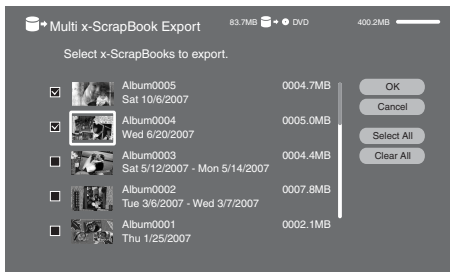 Multi x-ScrapBook Export 83.7MB DVD 400.2MB
Select x-ScrapBooks to export.
Album0005 0004.7MB
Sat 10/6/2007
Album0004 0005.0MB
Wed 6/20/2007
Album0003 0004.4MB
Sat 5/12/2007 - Mon 5/14/2007
Album0002 0007.8MB
Tue 3/6/2007 - Wed 3/7/2007
Album0001 0002.1MB
Thu 1/25/2007
OK
Cancel
Select All
Clear All